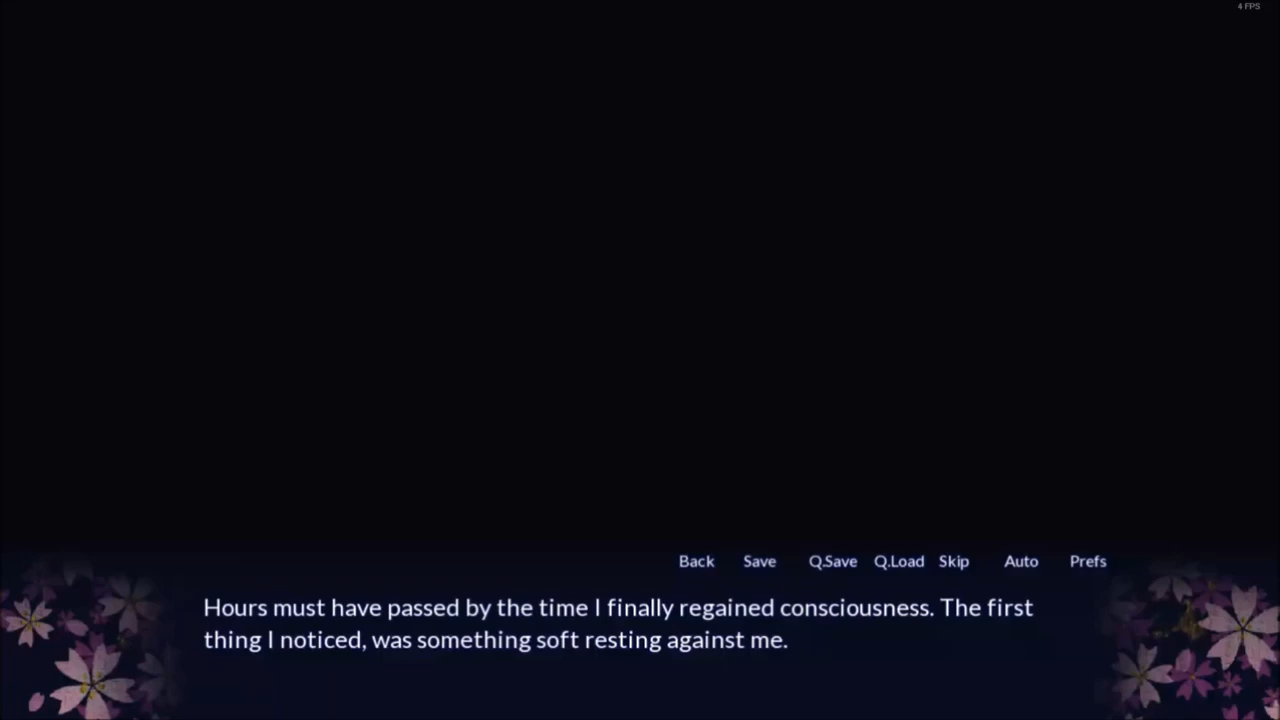 4 FPS
Back Save Q.Save Q.Load Skip Auto Prefs
Hours must have passed by the time I finally regained consciousness. The first
thing I noticed, was something soft resting against me.